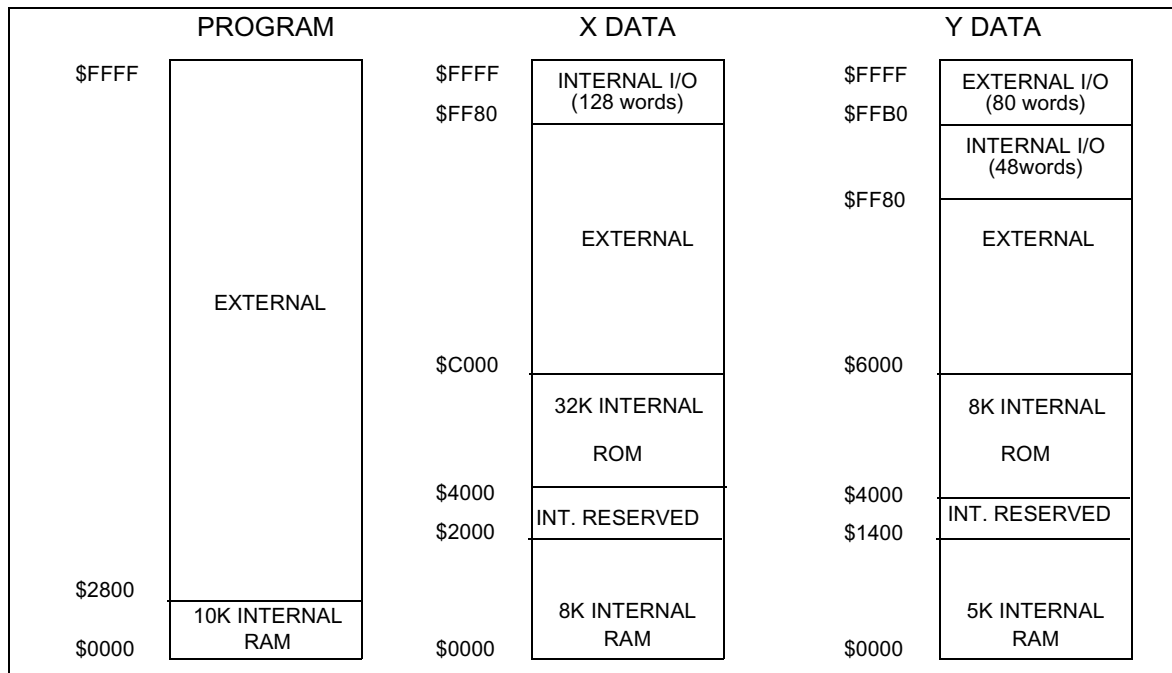 PROGRAM
$FFFF
EXTERNAL
$2800
10K INTERNAL
RAM
$0000
X DATA
$FFFF
INTERNAL I/O
(128 words)
$FF80
EXTERNAL
$C000
32K INTERNAL
ROM
$4000
INT. RESERVED
$2000
8K INTERNAL
RAM
$0000
Y DATA
$FFFF
EXTERNAL I/O
(80 words)
$FFB0
INTERNAL I/O
(48words)
$FF80
EXTERNAL
$6000
8K INTERNAL
ROM
$4000
INT. RESERVED
$1400
5K INTERNAL
RAM
$0000